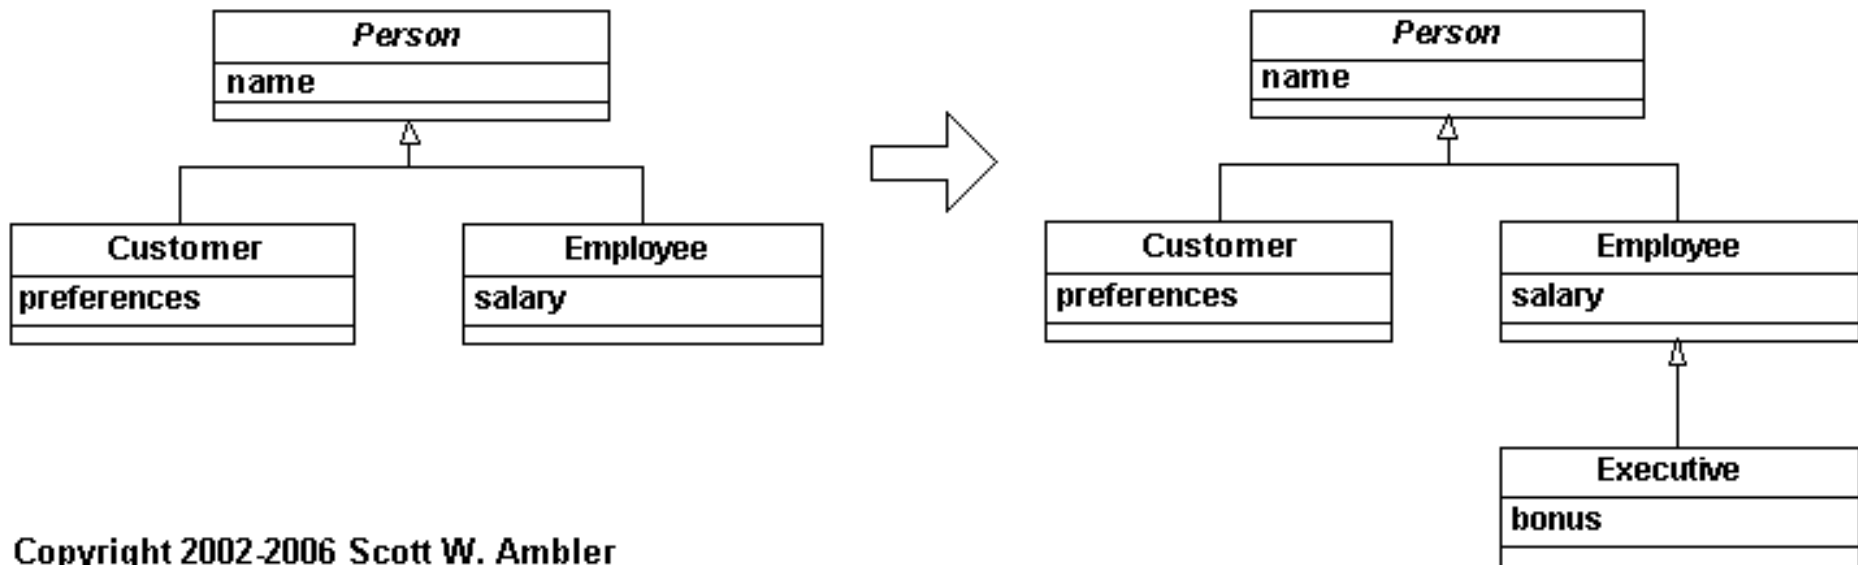 Person
name
Customer
preferences
Employee
salary
Person
name
Customer
preferences
Employee
salary
Executive
bonus
Copyright 2002-2006 Scott W. Ambler